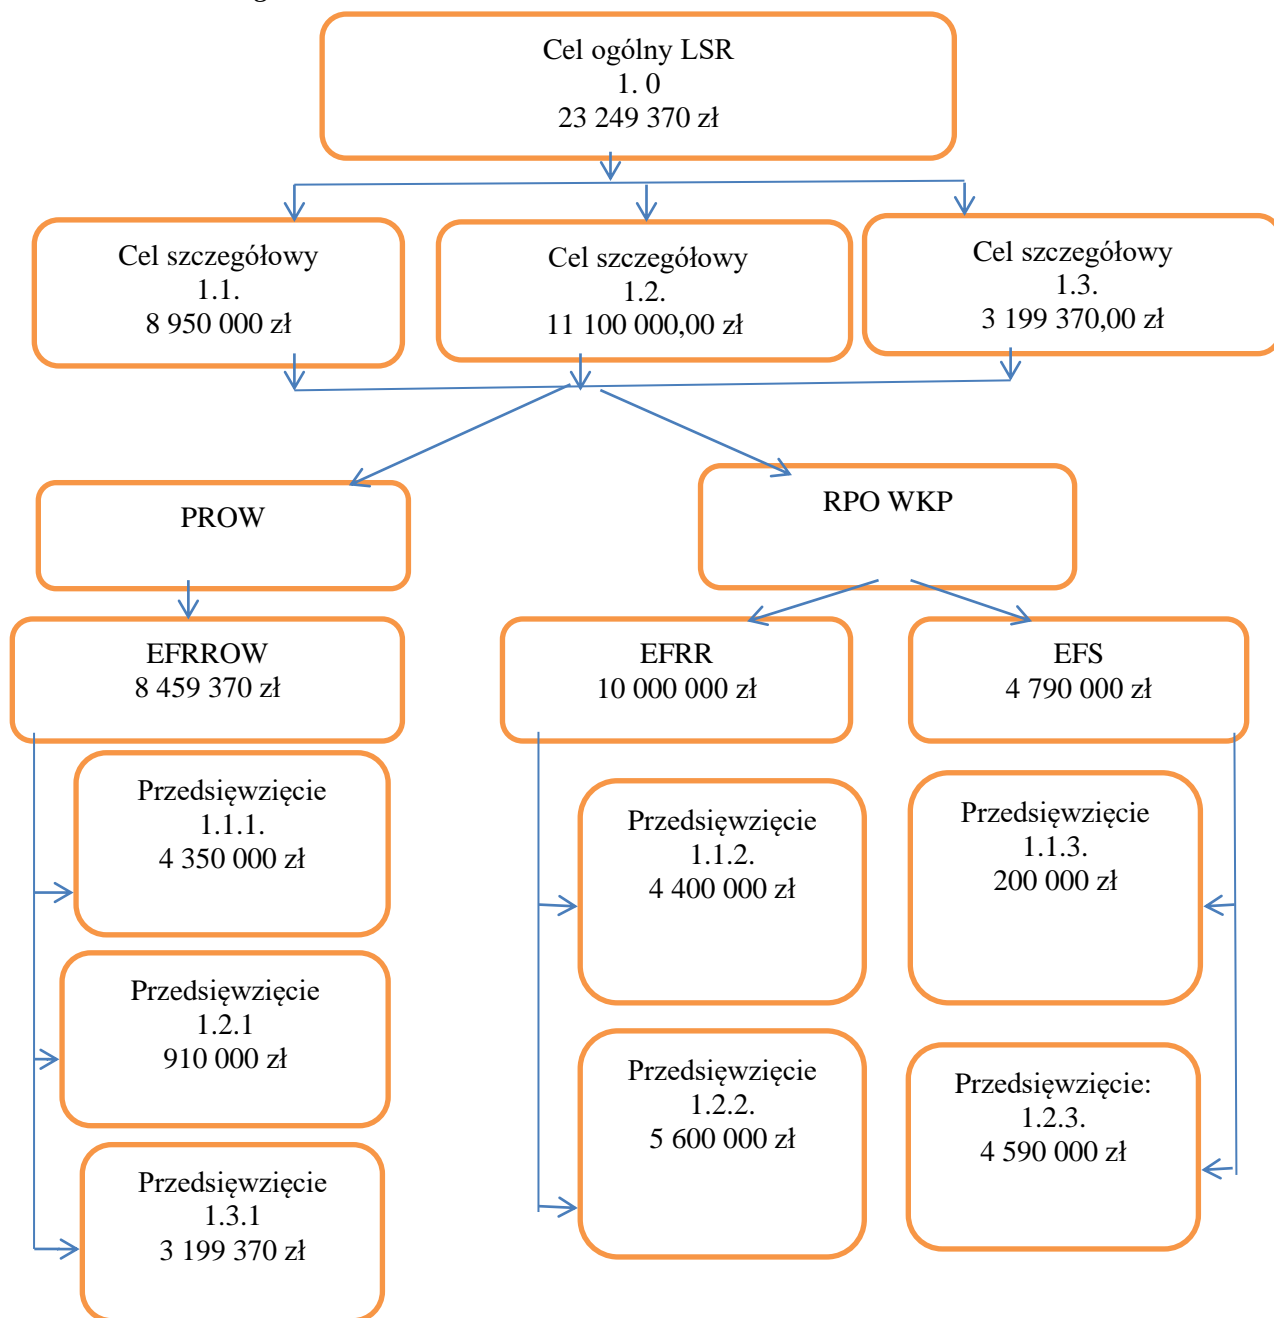 Cel ogólny LSR
1. 0
23 249 370 zł
Cel szczegółowy
1.1.
8 950 000 zł
Cel szczegółowy
1.2.
11 100 000,00 zł
Cel szczegółowy
1.3.
3 199 370,00 zł
PROW
RPO WKP
EFRROW
8 459 370 zł
EFRR
10 000 000 zł
EFS
4 790 000 zł
Przedsięwzięcie
1.1.1.
4 350 000 zł
Przedsięwzięcie
1.2.1
910 000 zł
Przedsięwzięcie
1.3.1
3 199 370 zł
Przedsięwzięcie
1.1.2.
4 400 000 zł
Przedsięwzięcie
1.2.2.
5 600 000 zł
Przedsięwzięcie
1.1.3.
200 000 zł
Przedsięwzięcie:
1.2.3.
4 590 000 zł